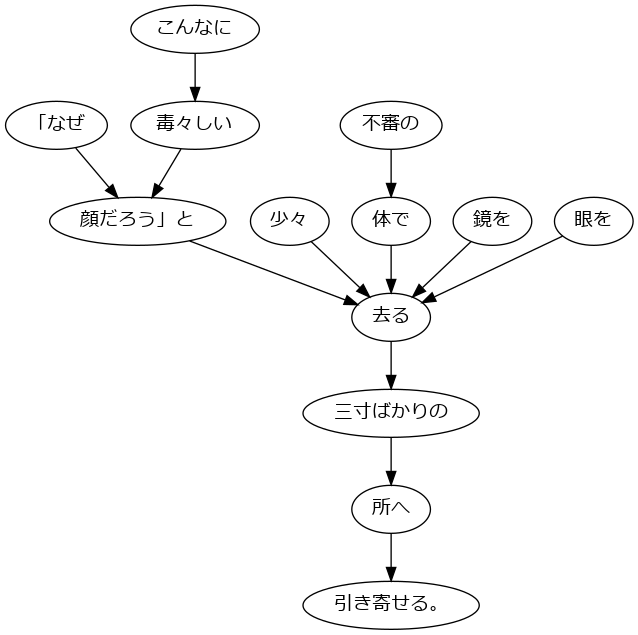 こんなに
「なぜ
毒々しい
不審の
顔だろう」と
少々
体で
鏡を
眼を
去る
三寸ばかりの
所へ
引き寄せる。